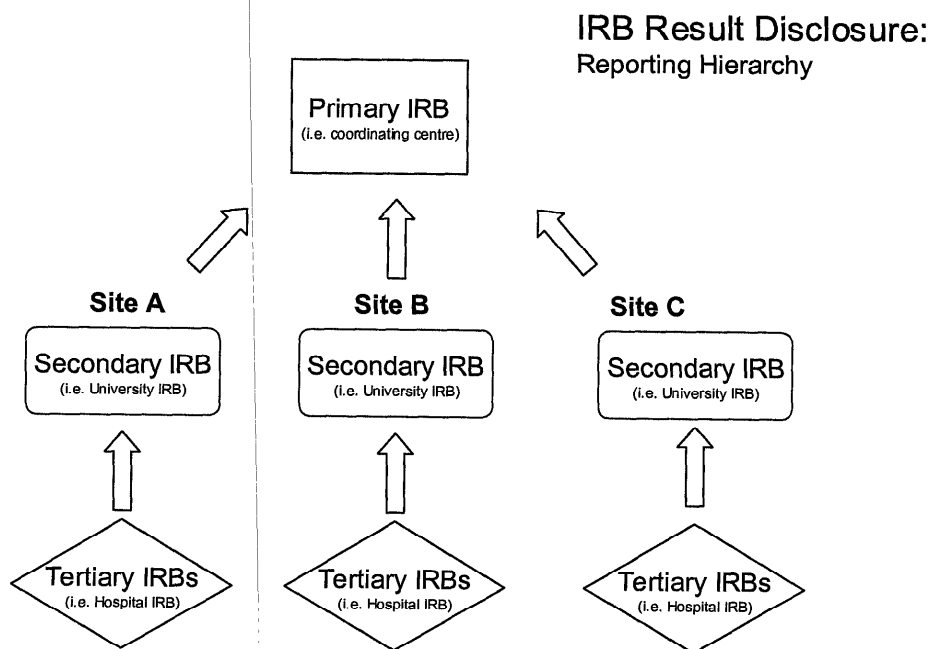 IRB Result Disclosure:
Reporting Hierarchy
Primary IRB
(i.e. coordinating centre)
Site A
Site B
Site C
Secondary IRB
(i.e. University IRB)
Secondary IRB
(i.e. University IRB)
Secondary IRB
(i.e. University IRB)
Tertiary IRBs
(i.e. Hospital IRB)
Tertiary IRBs
(i.e. Hospital IRB)
Tertiary IRBs
(i.e. Hospital IRB)